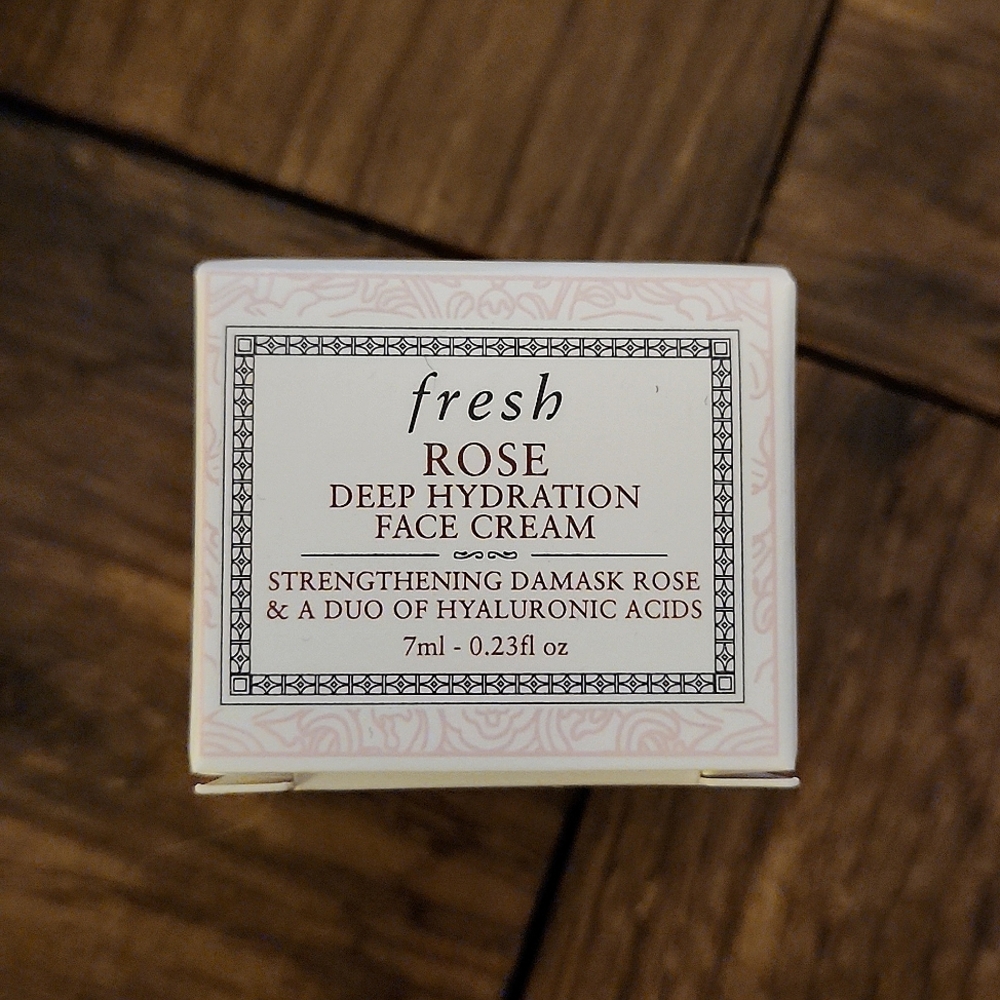 fresh
ROSE
DEEP HYDRATION
FACE CREAM
STRENGTHENING DAMASK ROSE
& A DUO OF HYALURONIC ACIDS
7ml - 0.23fl oz